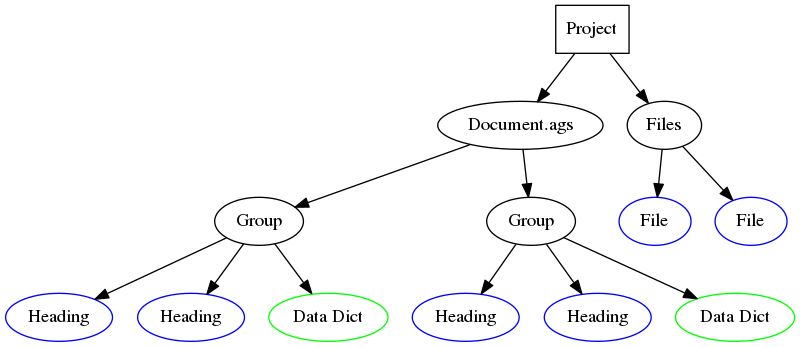 Project
Document.ags
Files
Group
Group
File
File
Heading
Heading
Data Dict
Heading
Heading
Data Dict